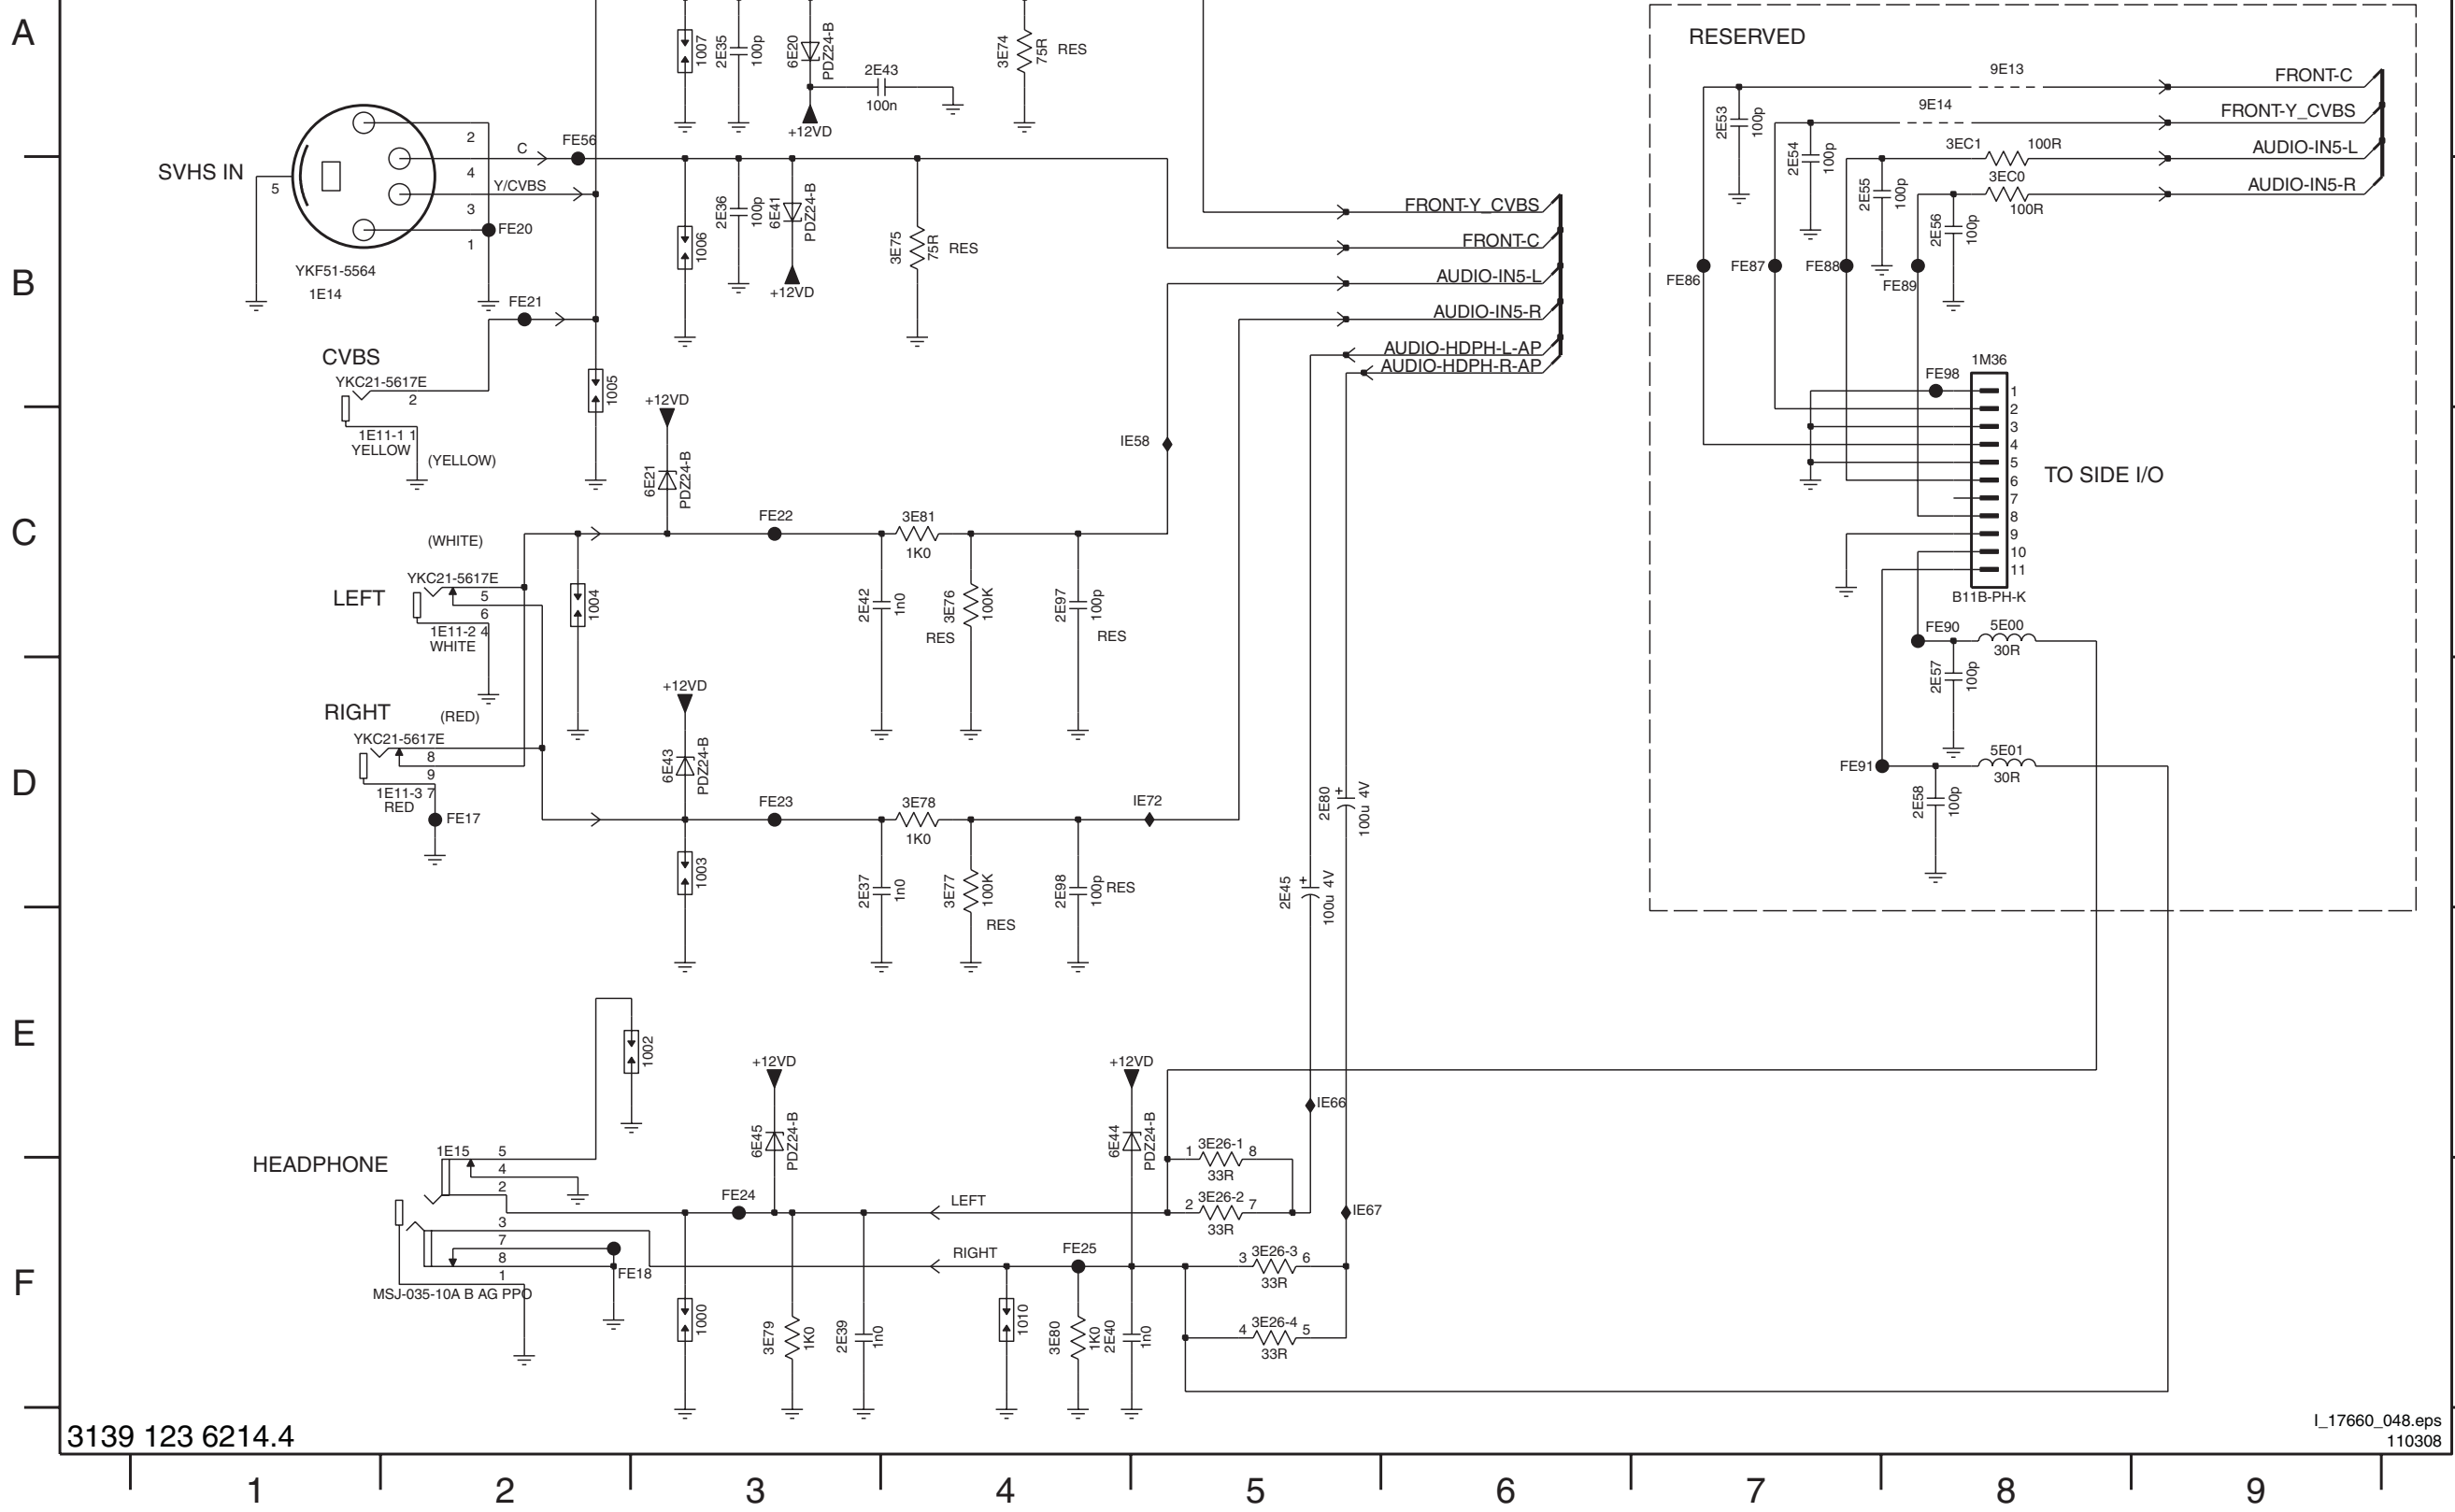 A
1007
2E35
100p
6E20
PDZ24-B
2E43
100n
+12VD
3E74
75R
RES
RESERVED
9E13
FRONT-C
9E14
FRONT-Y_CVBS
3EC1
100R
AUDIO-IN5-L
3EC0
100R
AUDIO-IN5-R
2E53
100p
2E54
100p
2E55
100p
2E56
100p
SVHS IN
5
2
4
3
1
C
FE56
Y/CVBS
FE20
YKF51-5564
1E14
FE21
1006
2E36
100p
6E41
PDZ24-B
+12VD
3E75
75R
RES
FRONT-Y_CVBS
FRONT-C
AUDIO-IN5-L
AUDIO-IN5-R
AUDIO-HDPH-L-AP
AUDIO-HDPH-R-AP
B
FE86
FE87
FE88
FE89
CVBS
YKC21-5617E
2
1E11-1 1
YELLOW
(YELLOW)
1005
+12VD
6E21
PDZ24-B
IE58
1M36
FE98
1
2
3
4
5
6
7
8
9
10
11
TO SIDE I/O
B11B-PH-K
C
(WHITE)
FE22
3E81
1K0
LEFT
YKC21-5617E
5
6
1E11-2 4
WHITE
1004
2E42
1n0
3E76
100K
RES
2E97
100p
RES
FE90
5E00
30R
2E57
100p
RIGHT
(RED)
YKC21-5617E
8
9
1E11-3 7
RED
FE17
+12VD
6E43
PDZ24-B
D
FE23
3E78
1K0
IE72
2E80
+
100u 4V
FE91
5E01
30R
2E58
100p
1003
2E37
1n0
3E77
100K
RES
2E98
100p
RES
2E45
+
100u 4V
E
1002
+12VD
6E45
PDZ24-B
+12VD
6E44
PDZ24-B
IE66
HEADPHONE
1E15
5
4
2
3
7
8
1
FE18
MSJ-035-10A B AG PPO
FE24
LEFT
1
3E26-1
8
33R
2
3E26-2
7
33R
IE67
RIGHT
FE25
3
3E26-3
6
33R
4
3E26-4
5
33R
F
1000
3E79
1K0
2E39
1n0
1010
3E80
1K0
2E40
1n0
3139 123 6214.4
I_17660_048.eps
110308
1
2
3
4
5
6
7
8
9